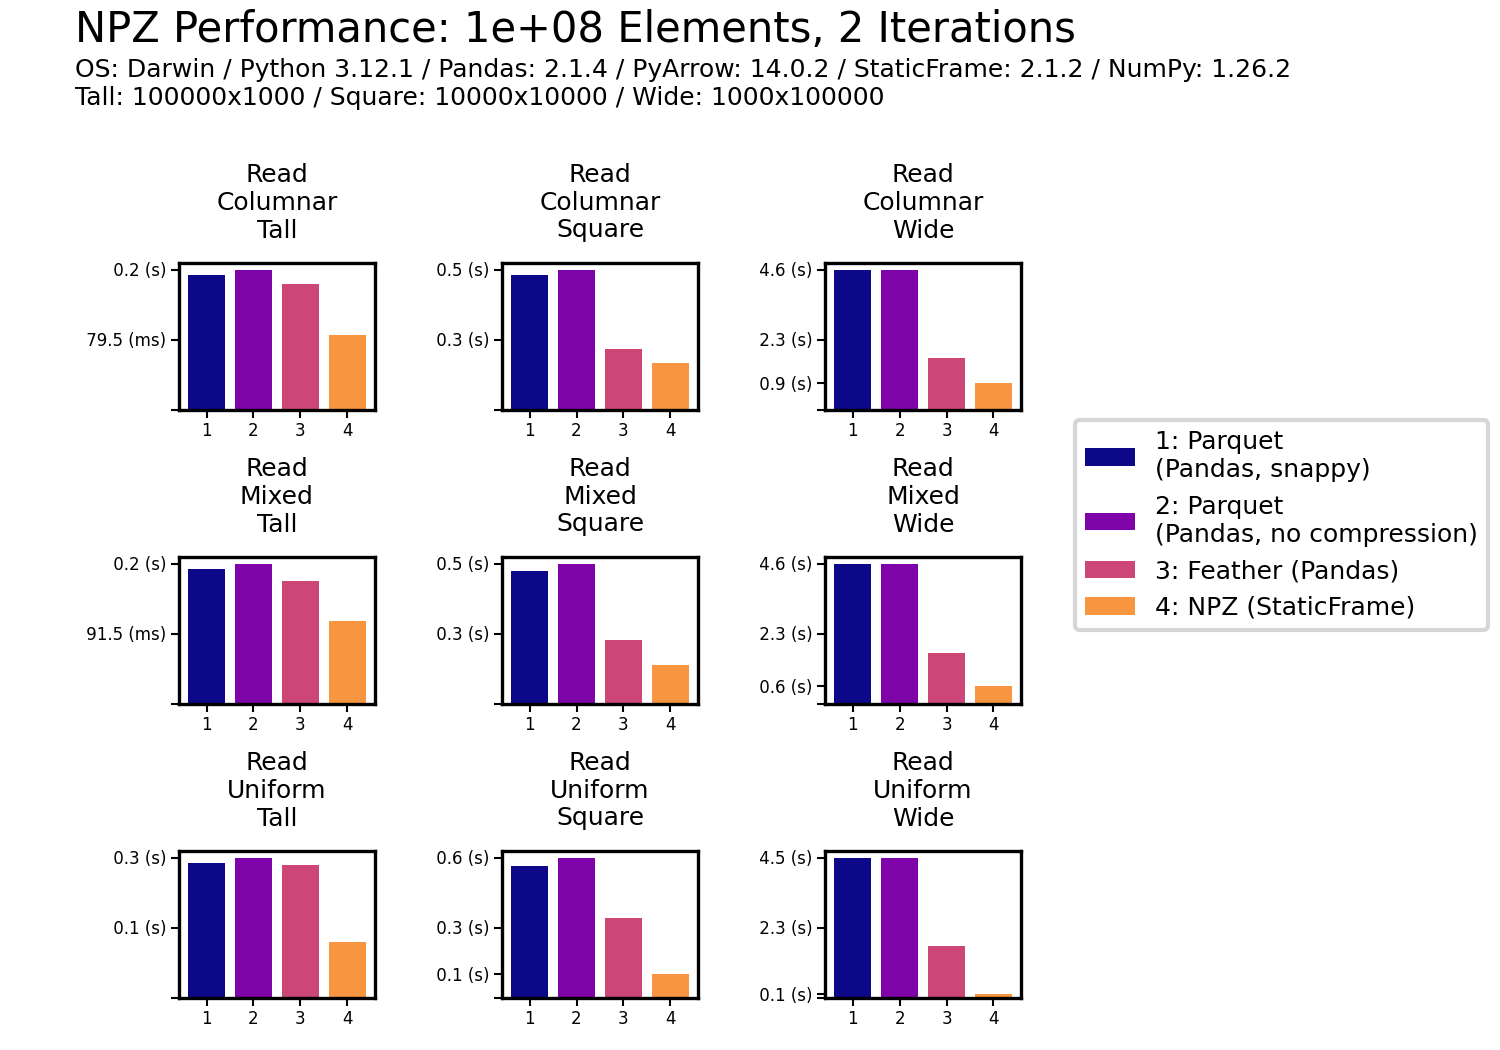 NPZ Performance: 1e+08 Elements, 2 Iterations
OS: Darwin / Python 3.12.1 / Pandas: 2.1.4 / PyArrow: 14.0.2 / StaticFrame: 2.1.2 / NumPy: 1.26.2
Tall: 100000x1000 / Square: 10000x10000 / Wide: 1000x100000
Read
Columnar
Tall
0.2 (s)
79.5 (ms)
1 2 3 4
Read
Columnar
Square
0.5 (s)
0.3 (s)
1 2 3 4
Read
Columnar
Wide
4.6 (s)
2.3 (s)
0.9 (s)
1 2 3 4
Read
Mixed
Tall
0.2 (s)
91.5 (ms)
1 2 3 4
Read
Mixed
Square
0.5 (s)
0.3 (s)
1 2 3 4
Read
Mixed
Wide
4.6 (s)
2.3 (s)
0.6 (s)
1 2 3 4
Read
Uniform
Tall
0.3 (s)
0.1 (s)
1 2 3 4
Read
Uniform
Square
0.6 (s)
0.3 (s)
0.1 (s)
1 2 3 4
Read
Uniform
Wide
4.5 (s)
2.3 (s)
0.1 (s)
1 2 3 4
1: Parquet
(Pandas, snappy)
2: Parquet
(Pandas, no compression)
3: Feather (Pandas)
4: NPZ (StaticFrame)